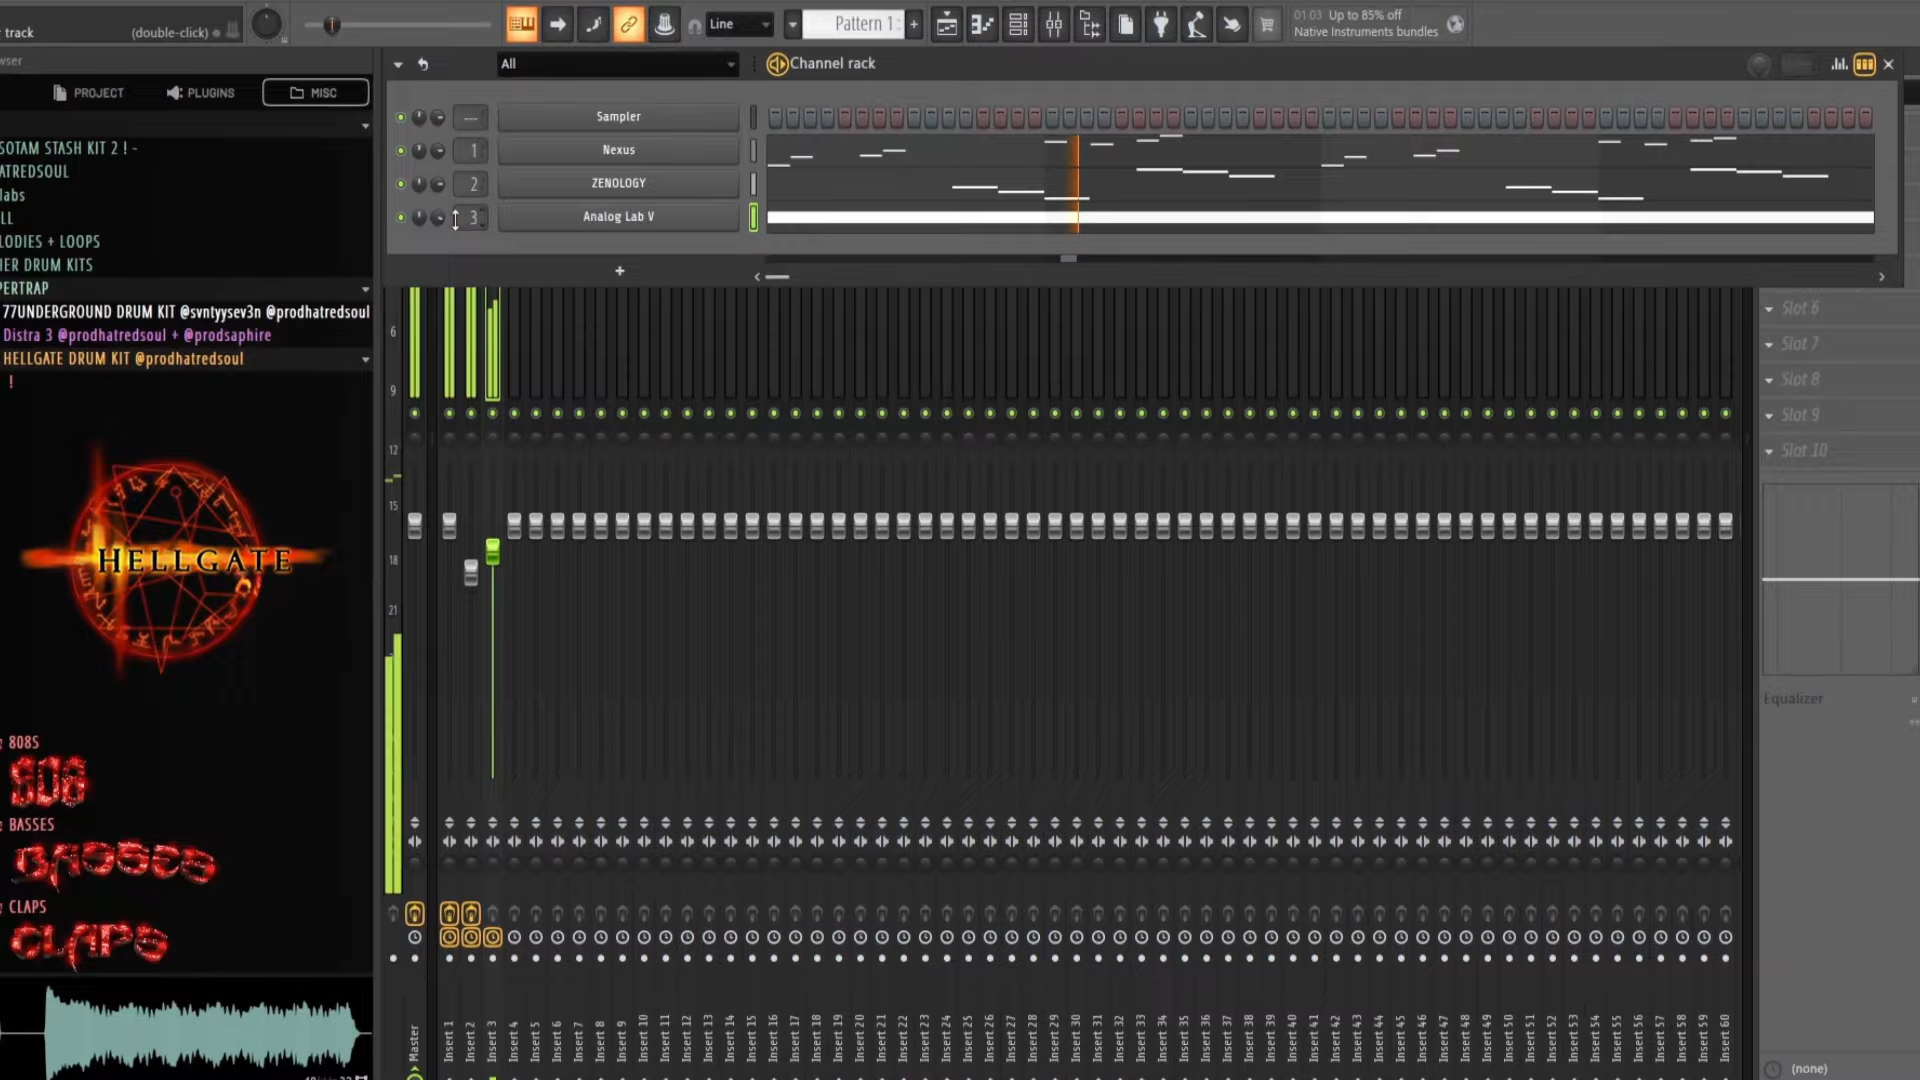 track
(double-click)
Line
Pattern 1
01:03 Up to 85% off
Native Instruments bundles
wser
All
Channel rack
PROJECT
PLUGINS
MISC
Sampler
1
Nexus
2
ZENOLOGY
3
Analog Lab V
SOTAM STASH KIT 2 ! -
ATREDSOUL
labs
LL
LODIES + LOOPS
IER DRUM KITS
PERTRAP
77UNDERGROUND DRUM KIT @svntyysev3n @prodhatredsoul
Distra 3 @prodhatredsoul + @prodsaphire
HELLGATE DRUM KIT @prodhatredsoul
!
HELLGATE
808S
808
BASSES
BASSES
CLAPS
CLAPS
6
9
12
15
18
21
Slot 6
Slot 7
Slot 8
Slot 9
Slot 10
Equalizer
(none)
Master
Insert 1
Insert 2
Insert 3
Insert 4
Insert 5
Insert 6
Insert 7
Insert 8
Insert 9
Insert 10
Insert 11
Insert 12
Insert 13
Insert 14
Insert 15
Insert 16
Insert 17
Insert 18
Insert 19
Insert 20
Insert 21
Insert 22
Insert 23
Insert 24
Insert 25
Insert 26
Insert 27
Insert 28
Insert 29
Insert 30
Insert 31
Insert 32
Insert 33
Insert 34
Insert 35
Insert 36
Insert 37
Insert 38
Insert 39
Insert 40
Insert 41
Insert 42
Insert 43
Insert 44
Insert 45
Insert 46
Insert 47
Insert 48
Insert 49
Insert 50
Insert 51
Insert 52
Insert 53
Insert 54
Insert 55
Insert 56
Insert 57
Insert 58
Insert 59
Insert 60